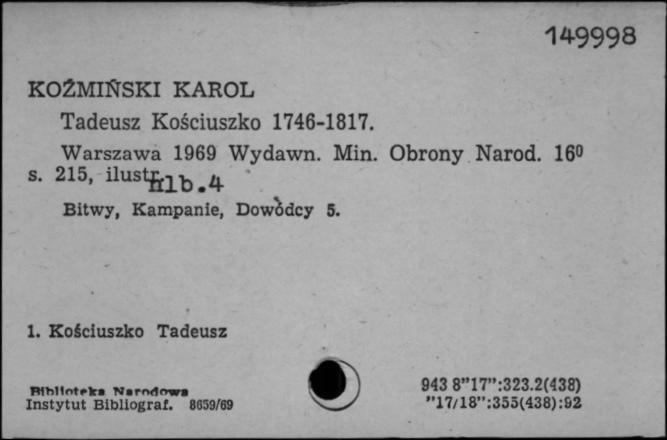 149998
KOŹMIŃSKI KAROL
Tadeusz Kościuszko 1746-1817.
Warszawa 1969 Wydawn. Min. Obrony Narod. 16⁰
s. 215, ilustr. nlb. 4
Bitwy, Kampanie, Dowódcy 5.
1. Kościuszko Tadeusz
Biblioteka Narodowa
Instytut Bibliograf. 8659/69
943 8"17":323.2(438)
"17/18":355(438):92